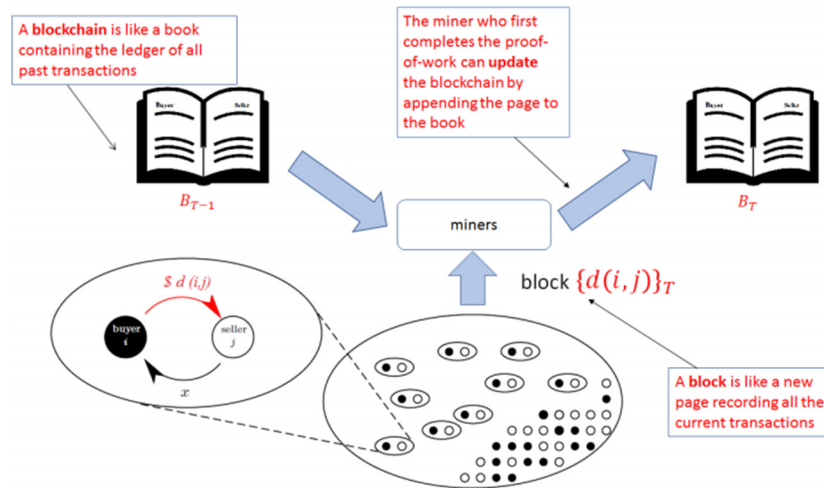 A blockchain is like a book
containing the ledger of all
past transactions
The miner who first
completes the proof-
of-work can update
the blockchain by
appending the page to
the book
Buyer Seller
Buyer Seller
B_{T-1}
B_T
miners
block {d(i,j)}_T
$ d (i,j)
buyer
i
seller
j
x
A block is like a new
page recording all the
current transactions